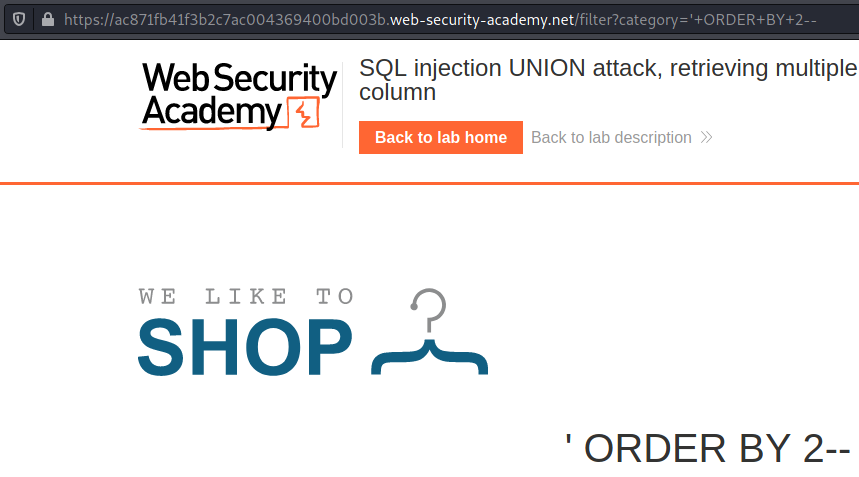 https://ac871fb41f3b2c7ac004369400bd003b.web-security-academy.net/filter?category='+ORDER+BY+2--
Web Security
Academy
SQL injection UNION attack, retrieving multiple
column
Back to lab home
Back to lab description
WE LIKE TO
SHOP
' ORDER BY 2--